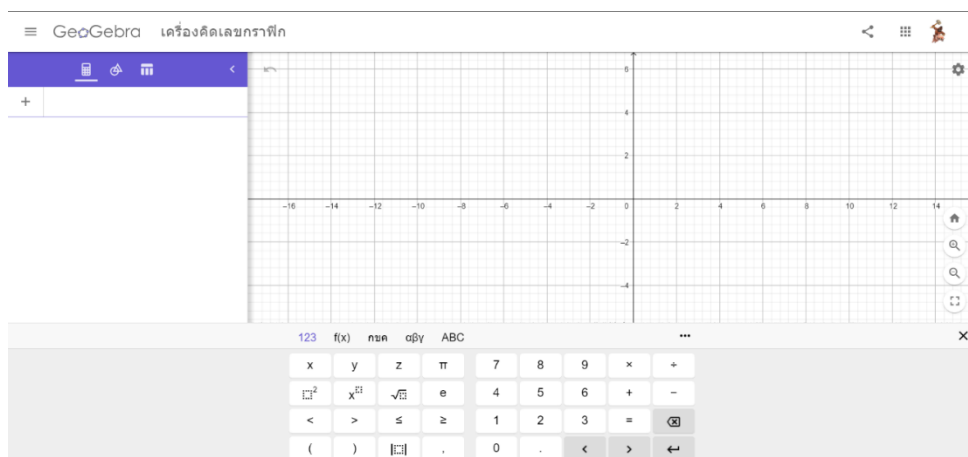 GeoGebra เครื่องคิดเลขกราฟิก
+
6
4
2
−16 −14 −12 −10 −8 −6 −4 −2 0 2 4 6 8 10 12 14
−2
−4
123 f(x) กขค αβγ ABC ...
x y z π 7 8 9 × ÷
² x √ e 4 5 6 + −
< > ≤ ≥ 1 2 3 =
( ) | | , 0 . < >